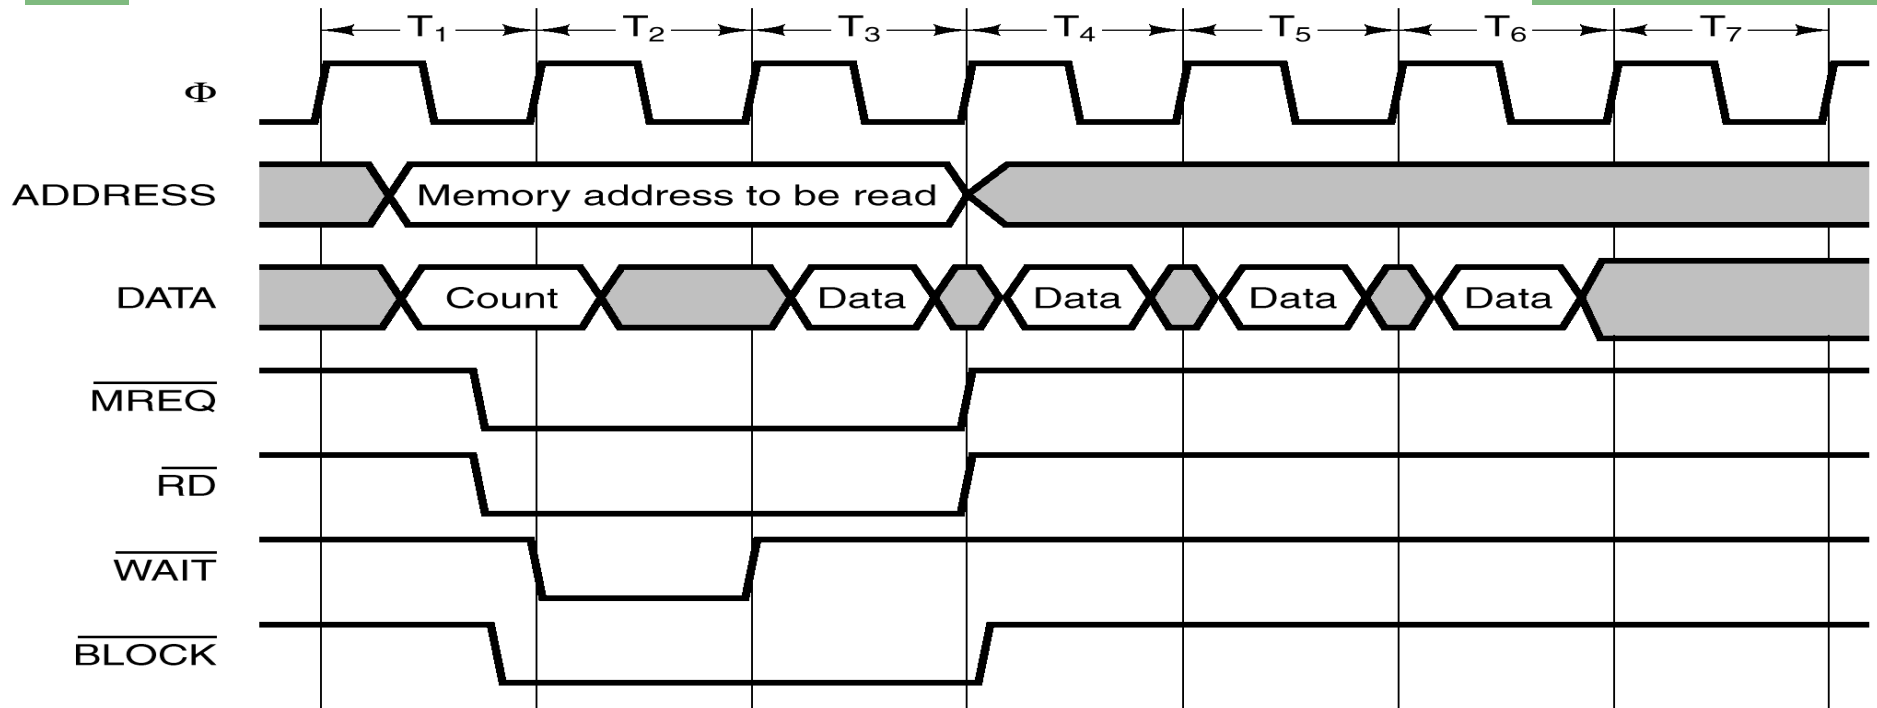 T₁ T₂ T₃ T₄ T₅ T₆ T₇
Φ
ADDRESS Memory address to be read
DATA Count Data Data Data Data
MREQ
RD
WAIT
BLOCK